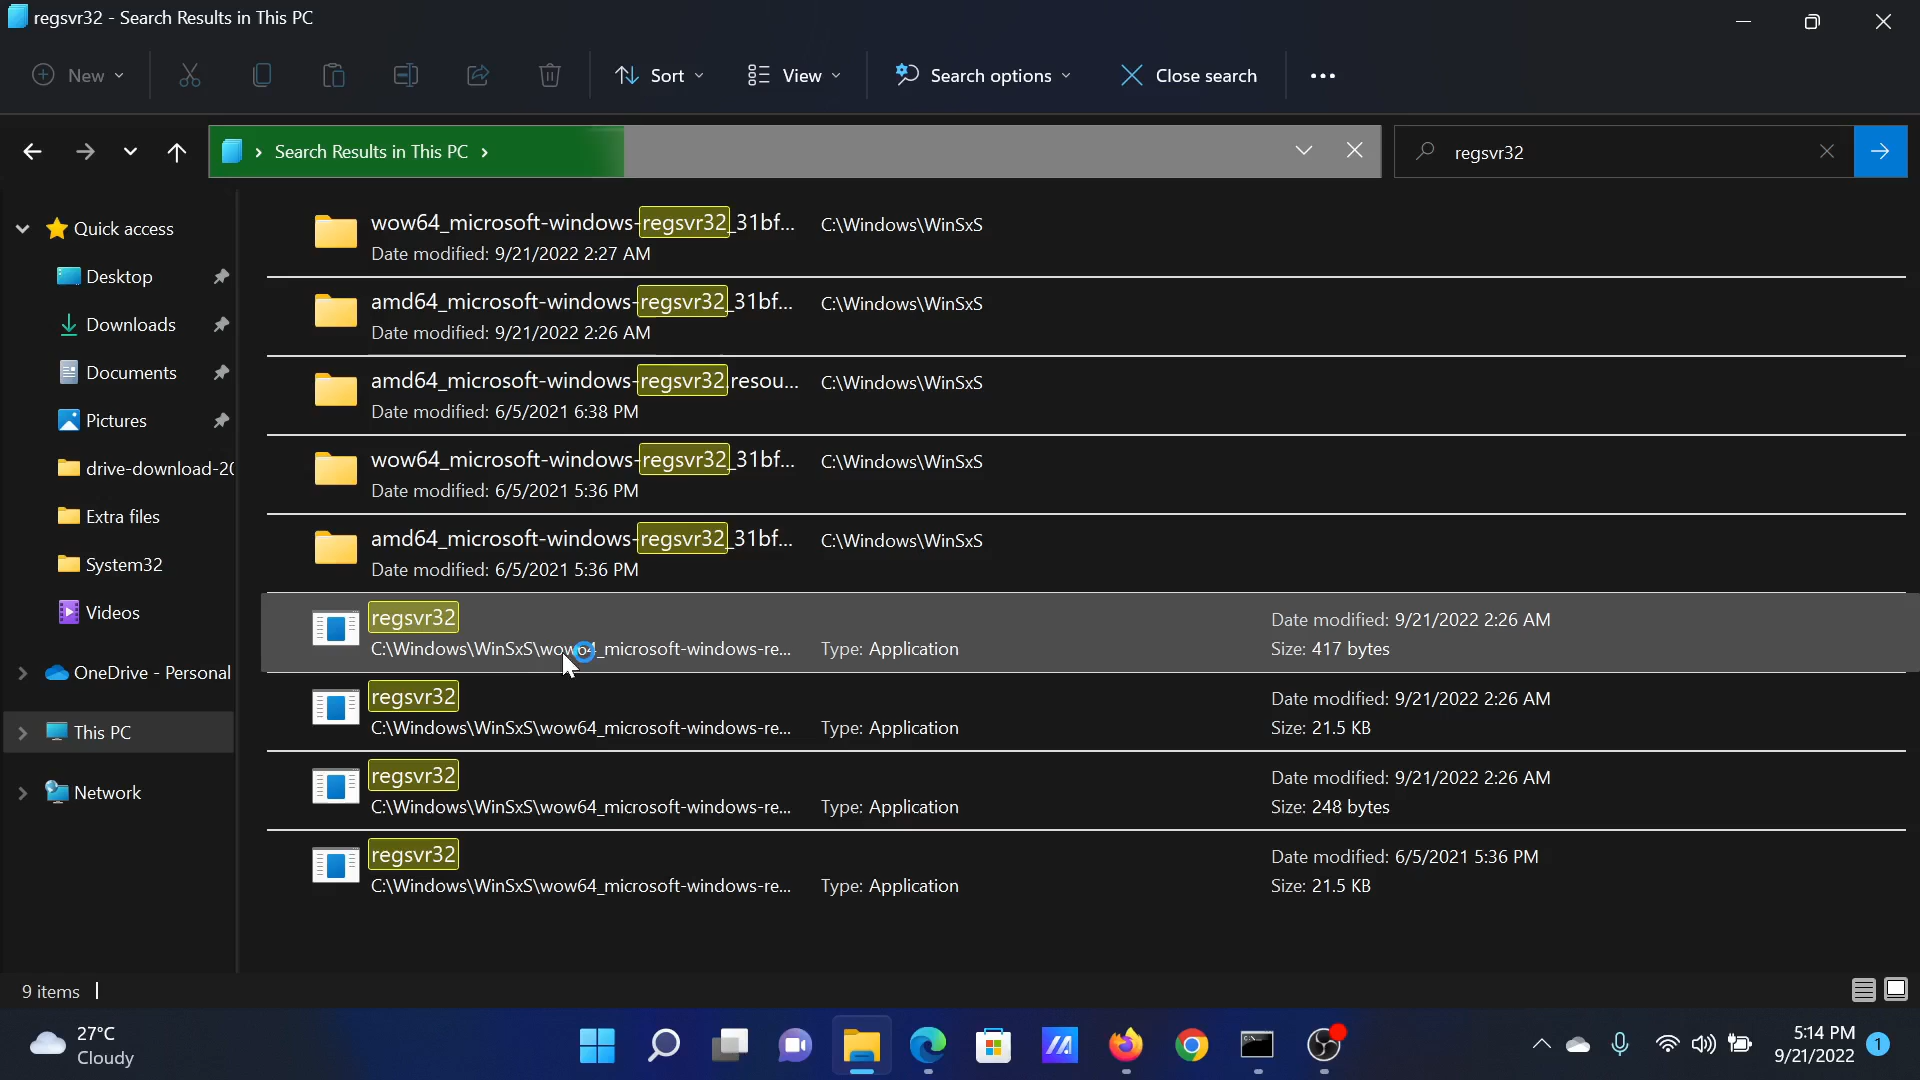 regsvr32 - Search Results in This PC
New
Sort
View
Search options
Close search
Search Results in This PC
regsvr32
Quick access
Desktop
Downloads
Documents
Pictures
drive-download-20
Extra files
System32
Videos
OneDrive - Personal
This PC
Network
wow64_microsoft-windows-regsvr32_31bf... C:\Windows\WinSxS
Date modified: 9/21/2022 2:27 AM
amd64_microsoft-windows-regsvr32_31bf... C:\Windows\WinSxS
Date modified: 9/21/2022 2:26 AM
amd64_microsoft-windows-regsvr32.resou... C:\Windows\WinSxS
Date modified: 6/5/2021 6:38 PM
wow64_microsoft-windows-regsvr32_31bf... C:\Windows\WinSxS
Date modified: 6/5/2021 5:36 PM
amd64_microsoft-windows-regsvr32_31bf... C:\Windows\WinSxS
Date modified: 6/5/2021 5:36 PM
regsvr32 Date modified: 9/21/2022 2:26 AM
C:\Windows\WinSxS\wow64_microsoft-windows-re... Type: Application Size: 417 bytes
regsvr32 Date modified: 9/21/2022 2:26 AM
C:\Windows\WinSxS\wow64_microsoft-windows-re... Type: Application Size: 21.5 KB
regsvr32 Date modified: 9/21/2022 2:26 AM
C:\Windows\WinSxS\wow64_microsoft-windows-re... Type: Application Size: 248 bytes
regsvr32 Date modified: 6/5/2021 5:36 PM
C:\Windows\WinSxS\wow64_microsoft-windows-re... Type: Application Size: 21.5 KB
9 items
27°C
Cloudy
5:14 PM
9/21/2022
1